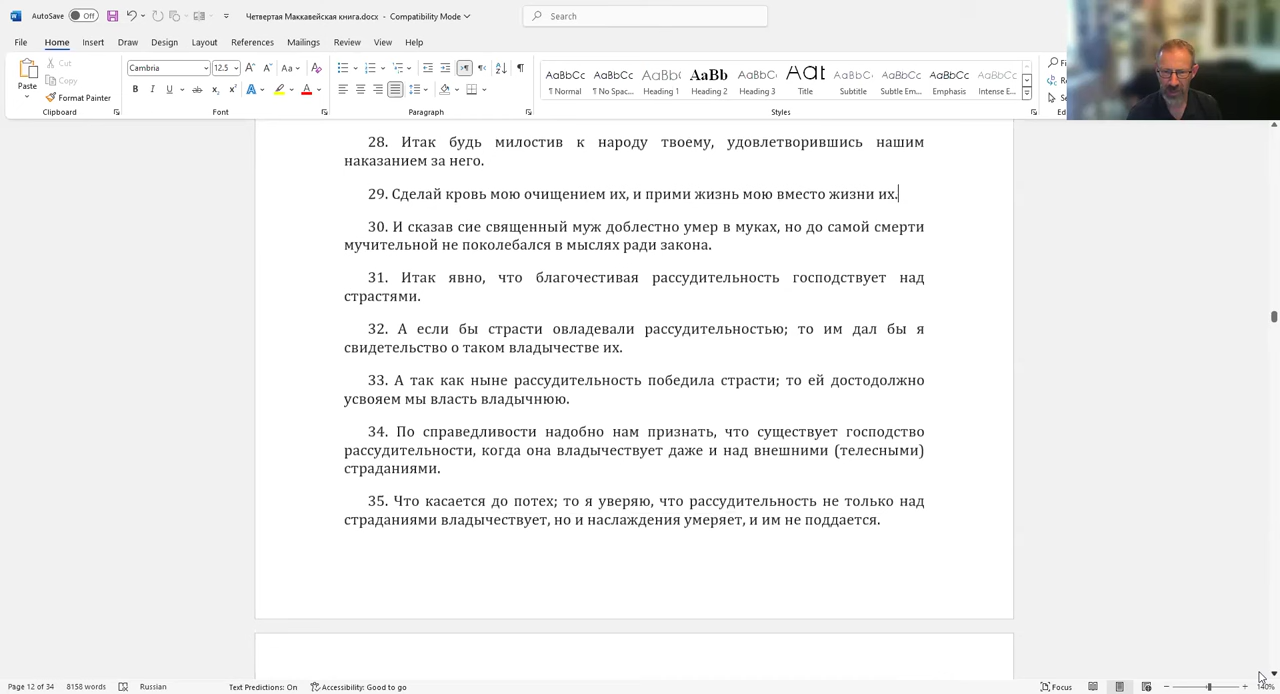 AutoSave Off Четвертая Маккавейская книга.docx - Compatibility Mode Search
File Home Insert Draw Design Layout References Mailings Review View Help
Paste Cut Copy Format Painter Clipboard
Cambria 12.5 Font
Paragraph
AaBbCc AaBbCc AaBbCc AaBbCc AaBbCc AaBbCc AaBbCc AaBbCc AaBbCc
¶ Normal ¶ No Spac... Heading 1 Heading 2 Heading 3 Title Subtitle Subtle Em... Emphasis Intense E...
Styles
28. Итак будь милостив к народу твоему, удовлетворившись нашим
наказанием за него.
29. Сделай кровь мою очищением их, и прими жизнь мою вместо жизни их.
30. И сказав сие священный муж доблестно умер в муках, но до самой смерти
мучительной не поколебался в мыслях ради закона.
31. Итак явно, что благочестивая рассудительность господствует над
страстями.
32. А если бы страсти овладевали рассудительностью; то им дал бы я
свидетельство о таком владычестве их.
33. А так как ныне рассудительность победила страсти; то ей достодолжно
усвояем мы власть владычнюю.
34. По справедливости надобно нам признать, что существует господство
рассудительности, когда она владычествует даже и над внешними (телесными)
страданиями.
35. Что касается до потех; то я уверяю, что рассудительность не только над
страданиями владычествует, но и наслаждения умеряет, и им не поддается.
Page 12 of 34 8158 words Russian Text Predictions: On Accessibility: Good to go Focus 140%